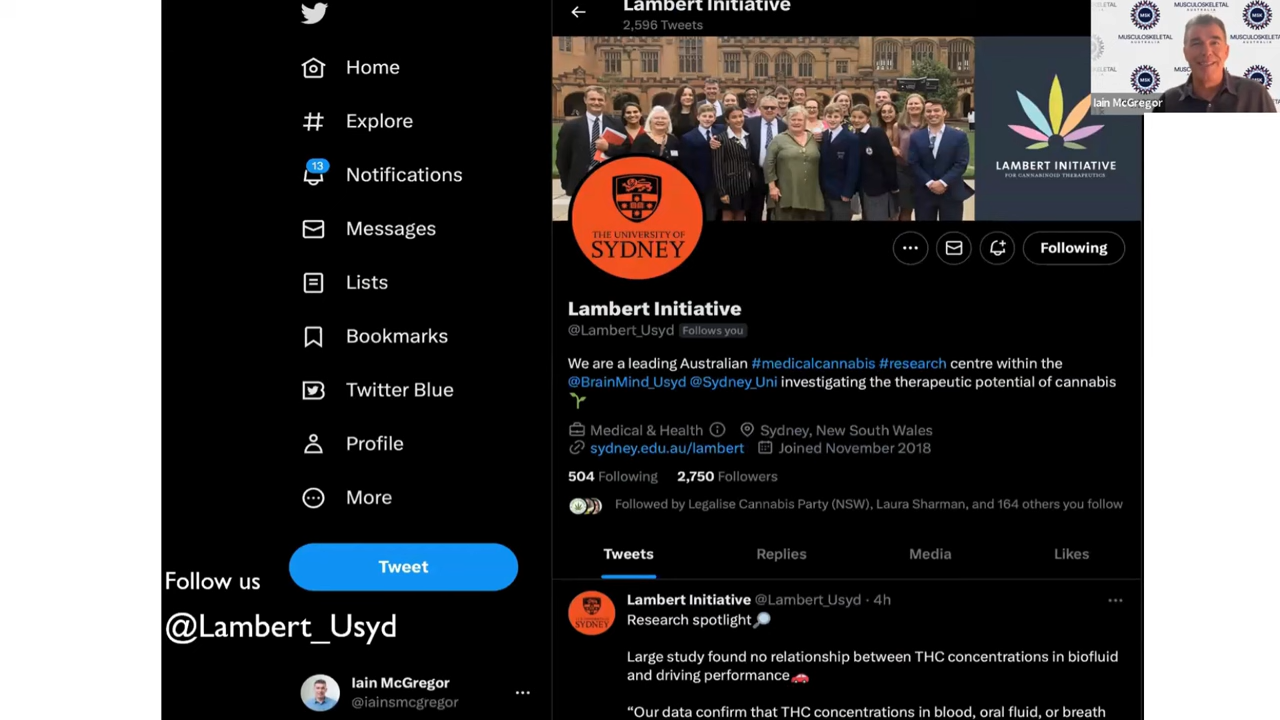 Home
Explore
13
Notifications
Messages
Lists
Bookmarks
Twitter Blue
Profile
More
Tweet
Follow us
@Lambert_Usyd
Iain McGregor
@iainsmcgregor
Lambert Initiative
2,596 Tweets
LAMBERT INITIATIVE
FOR CANNABINOID THERAPEUTICS
THE UNIVERSITY OF
SYDNEY
Following
Lambert Initiative
@Lambert_Usyd Follows you
We are a leading Australian #medicalcannabis #research centre within the
@BrainMind_Usyd @Sydney_Uni investigating the therapeutic potential of cannabis
Medical & Health Sydney, New South Wales
sydney.edu.au/lambert Joined November 2018
504 Following 2,750 Followers
Followed by Legalise Cannabis Party (NSW), Laura Sharman, and 164 others you follow
Tweets Replies Media Likes
Lambert Initiative @Lambert_Usyd · 4h
Research spotlight
Large study found no relationship between THC concentrations in biofluid
and driving performance
“Our data confirm that THC concentrations in blood, oral fluid, or breath
MUSCULOSKELETAL
AUSTRALIA
MSK
Iain McGregor